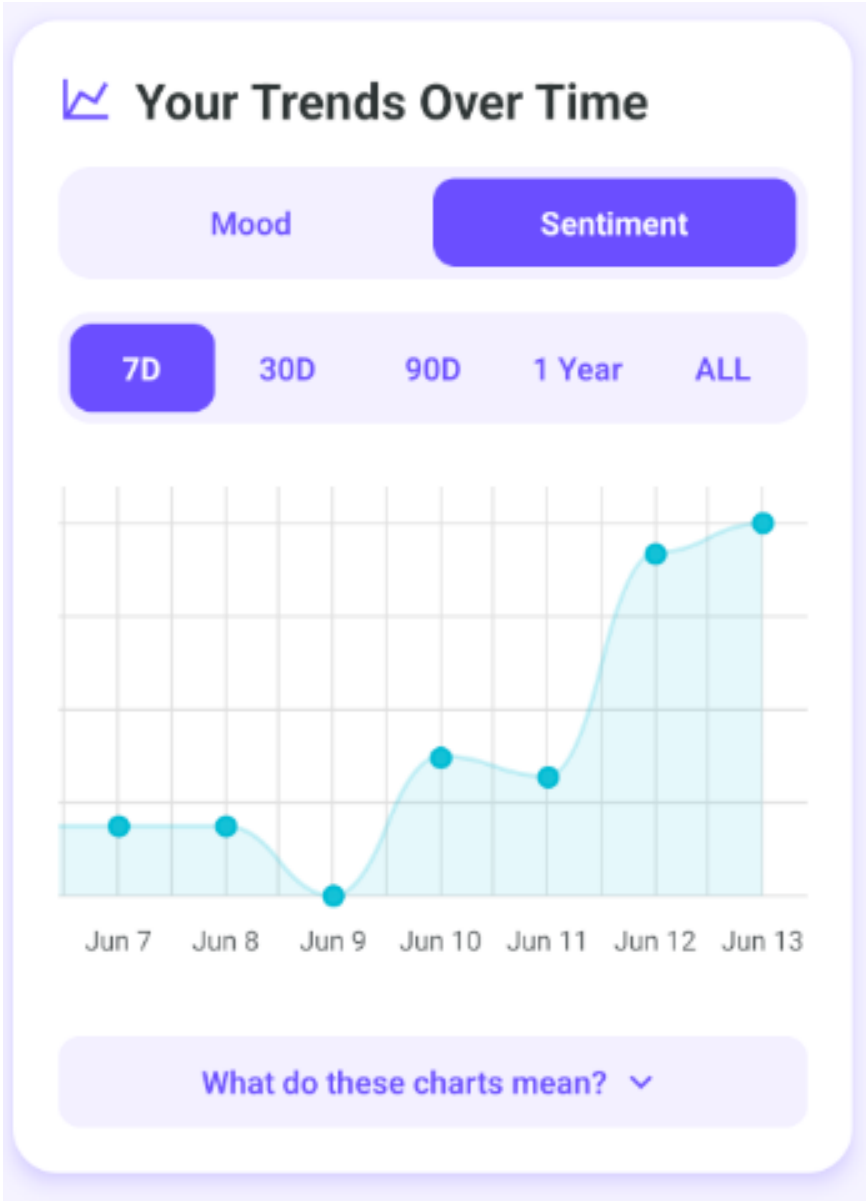 Your Trends Over Time
Mood Sentiment
7D 30D 90D 1 Year ALL
Jun 7 Jun 8 Jun 9 Jun 10 Jun 11 Jun 12 Jun 13
What do these charts mean?